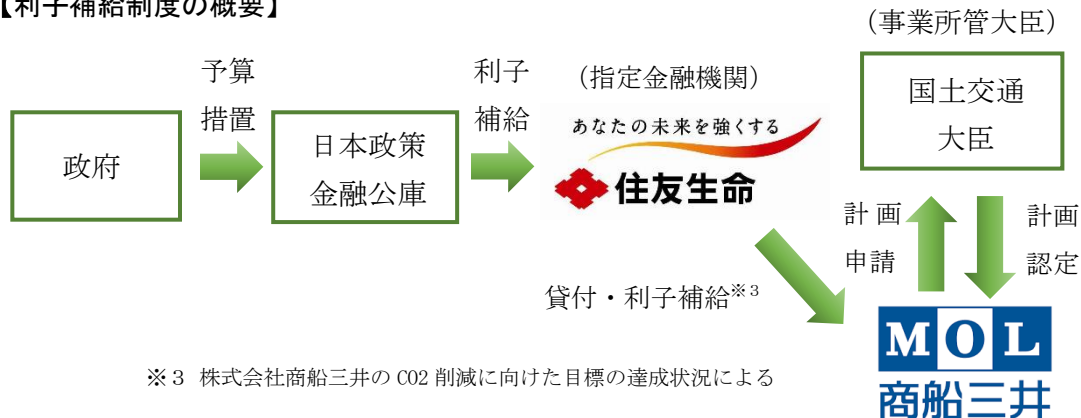 【利子補給制度の概要】
(事業所管大臣)
予算
措置
利子
補給
(指定金融機関)
政府
日本政策
金融公庫
あなたの未来を強くする
住友生命
国土交通
大臣
計画
申請
計画
認定
貸付・利子補給※3
MOL
商船三井
※3 株式会社商船三井の CO2 削減に向けた目標の達成状況による